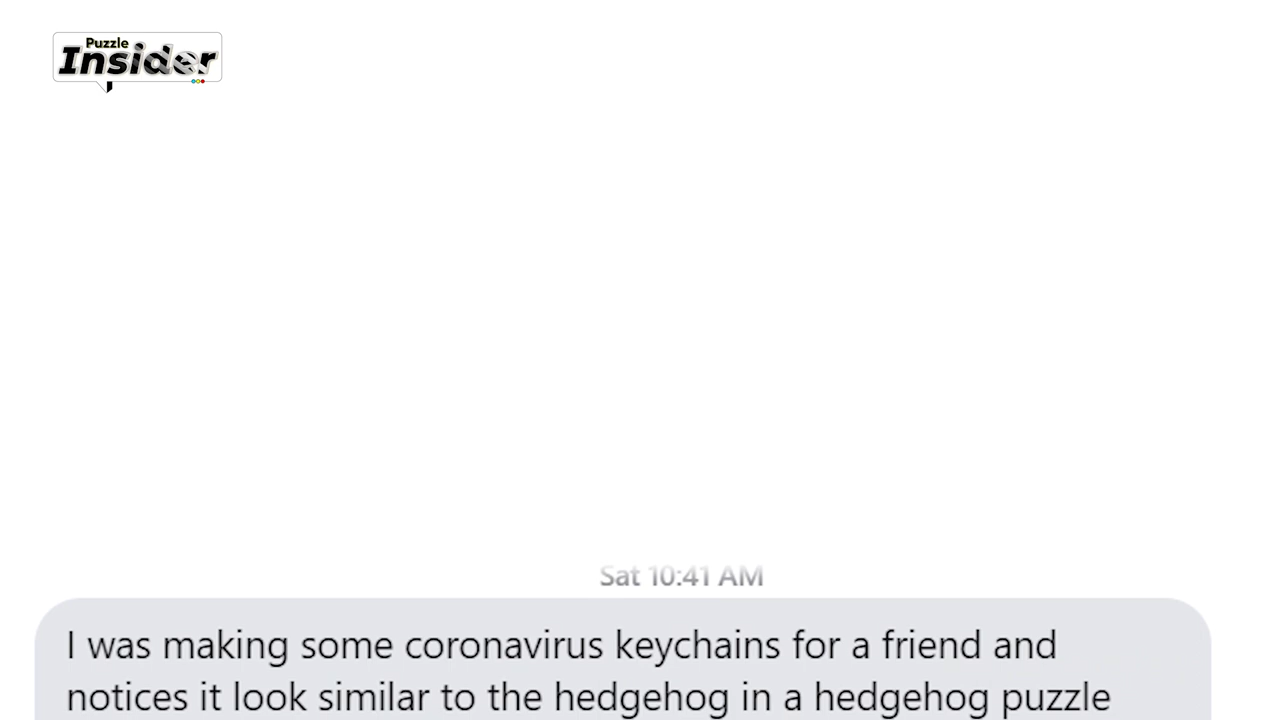 Puzzle
Insider
Sat 10:41 AM
I was making some coronavirus keychains for a friend and
notices it look similar to the hedgehog in a hedgehog puzzle